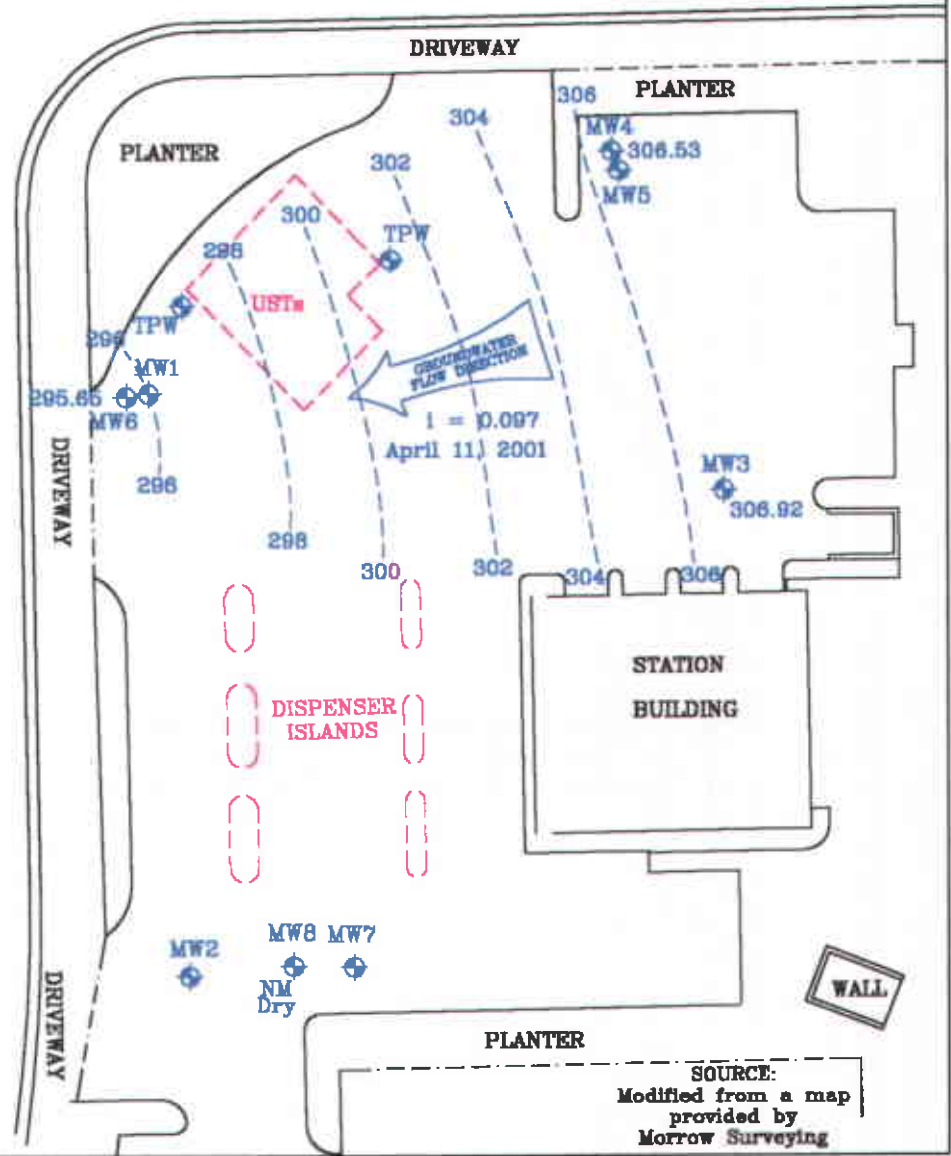 DRIVEWAY
306
PLANTER
304
MW4
306.53
PLANTER
302
MW5
300
TPW
298
USTs
TPW
296
GROUNDWATER
FLOW DIRECTION
MW1
295.65
i = 0.097
MW6
April 11, 2001
DRIVEWAY
MW3
296
306.92
298
300
302
304
306
STATION
BUILDING
DISPENSER
ISLANDS
MW2
MW8
MW7
NM
Dry
DRIVEWAY
WALL
PLANTER
SOURCE:
Modified from a map
provided by
Morrow Surveying